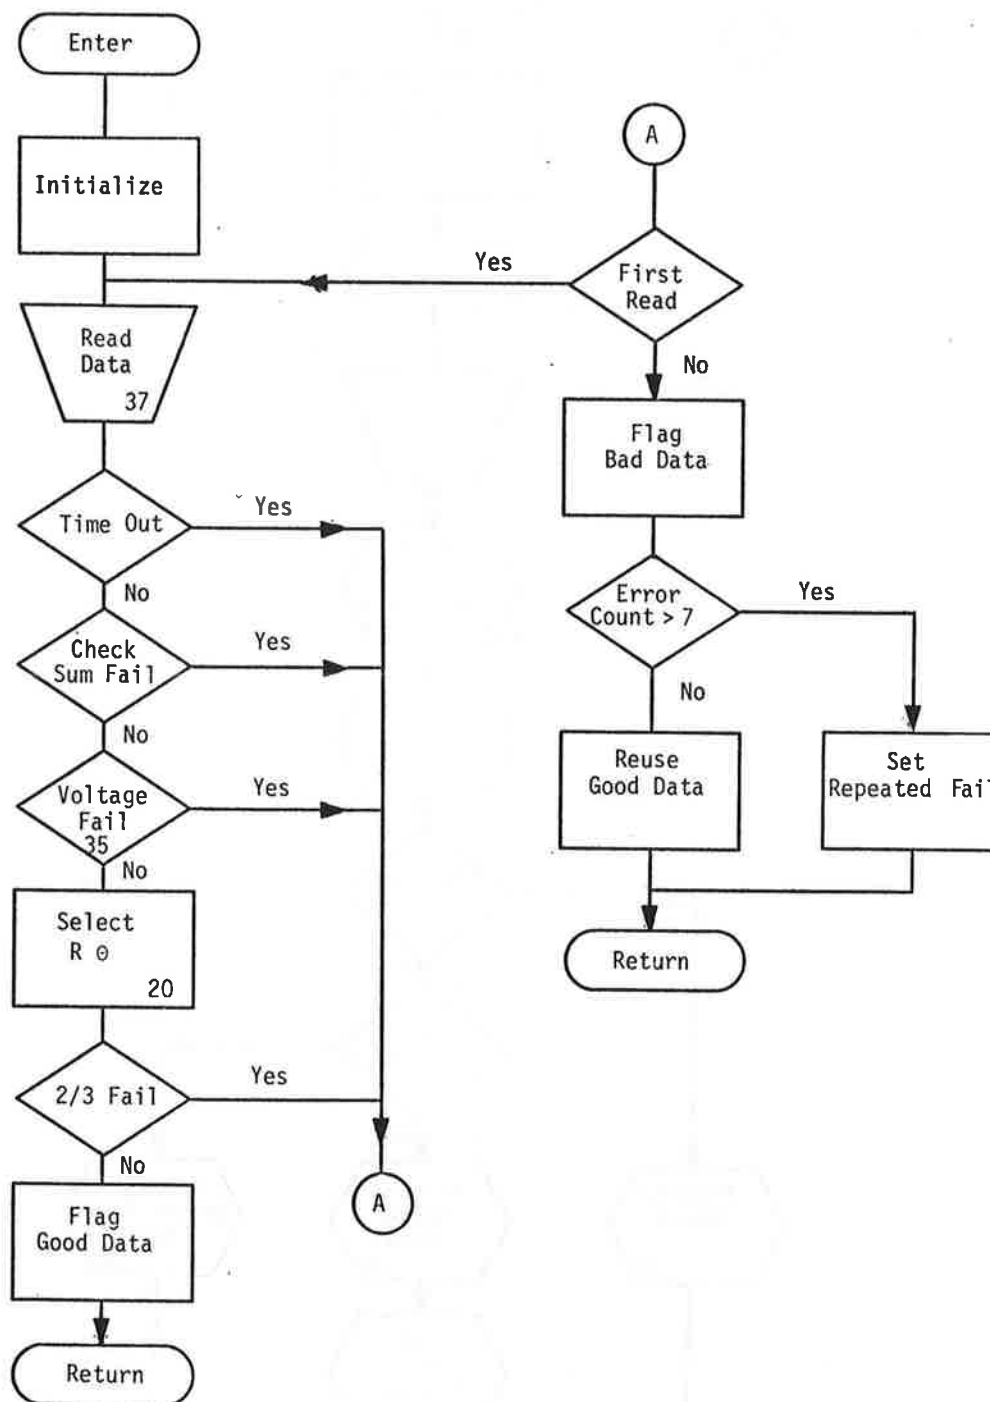 Enter
Initialize
Read
Data
37
Time Out
Yes
No
Check
Sum Fail
Yes
No
Voltage
Fail
35
Yes
No
Select
R Θ
20
2/3 Fail
Yes
No
Flag
Good Data
Return
A
A
First
Read
Yes
No
Flag
Bad Data
Error
Count > 7
Yes
No
Reuse
Good Data
Set
Repeated Fail
Return